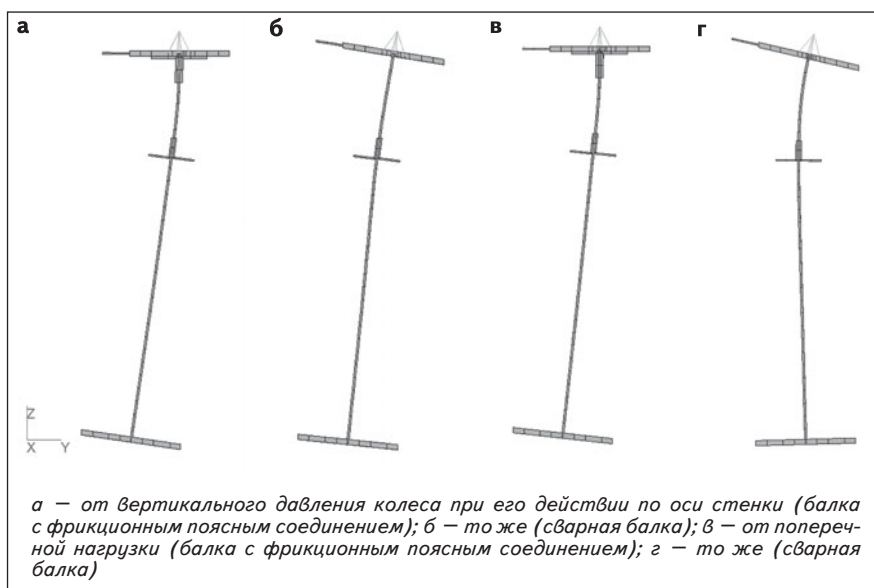 а б в г
Z
X Y
а – от вертикального давления колеса при его действии по оси стенки (балка
с фрикционным поясным соединением); б – то же (сварная балка); в – от попереч-
ной нагрузки (балка с фрикционным поясным соединением); г – то же (сварная
балка)